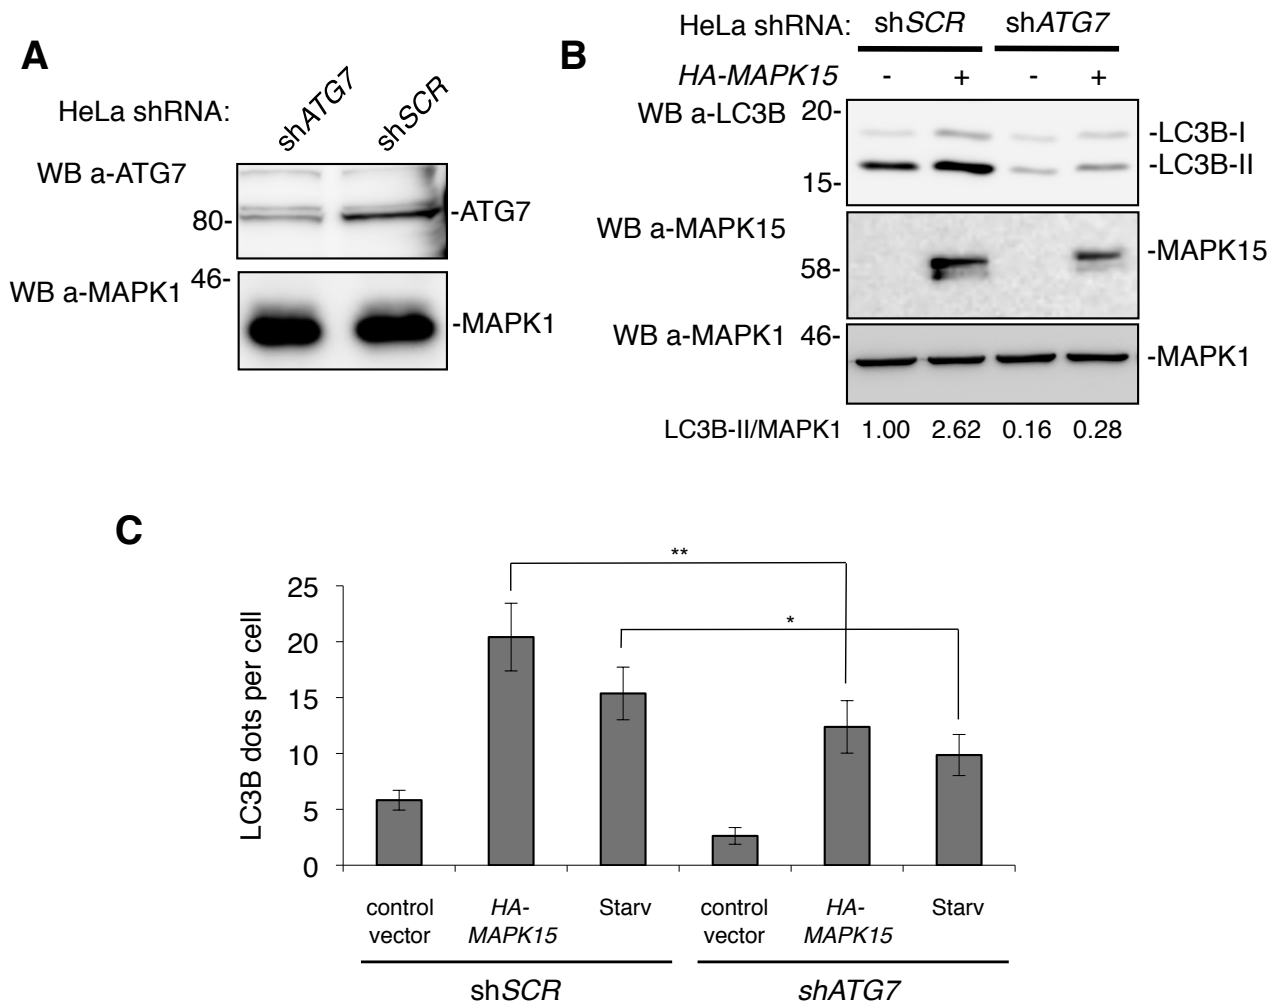 A
HeLa shRNA:
shATG7
shSCR
WB a-ATG7
80-
-ATG7
WB a-MAPK1
46-
-MAPK1
B
HeLa shRNA:
shSCR
shATG7
HA-MAPK15
- + - +
WB a-LC3B
20-
15-
-LC3B-I
-LC3B-II
WB a-MAPK15
58-
-MAPK15
WB a-MAPK1
46-
-MAPK1
LC3B-II/MAPK1 1.00 2.62 0.16 0.28
C
LC3B dots per cell
25
20
15
10
5
0
**
*
control
vector
HA-
MAPK15
Starv
control
vector
HA-
MAPK15
Starv
shSCR
shATG7